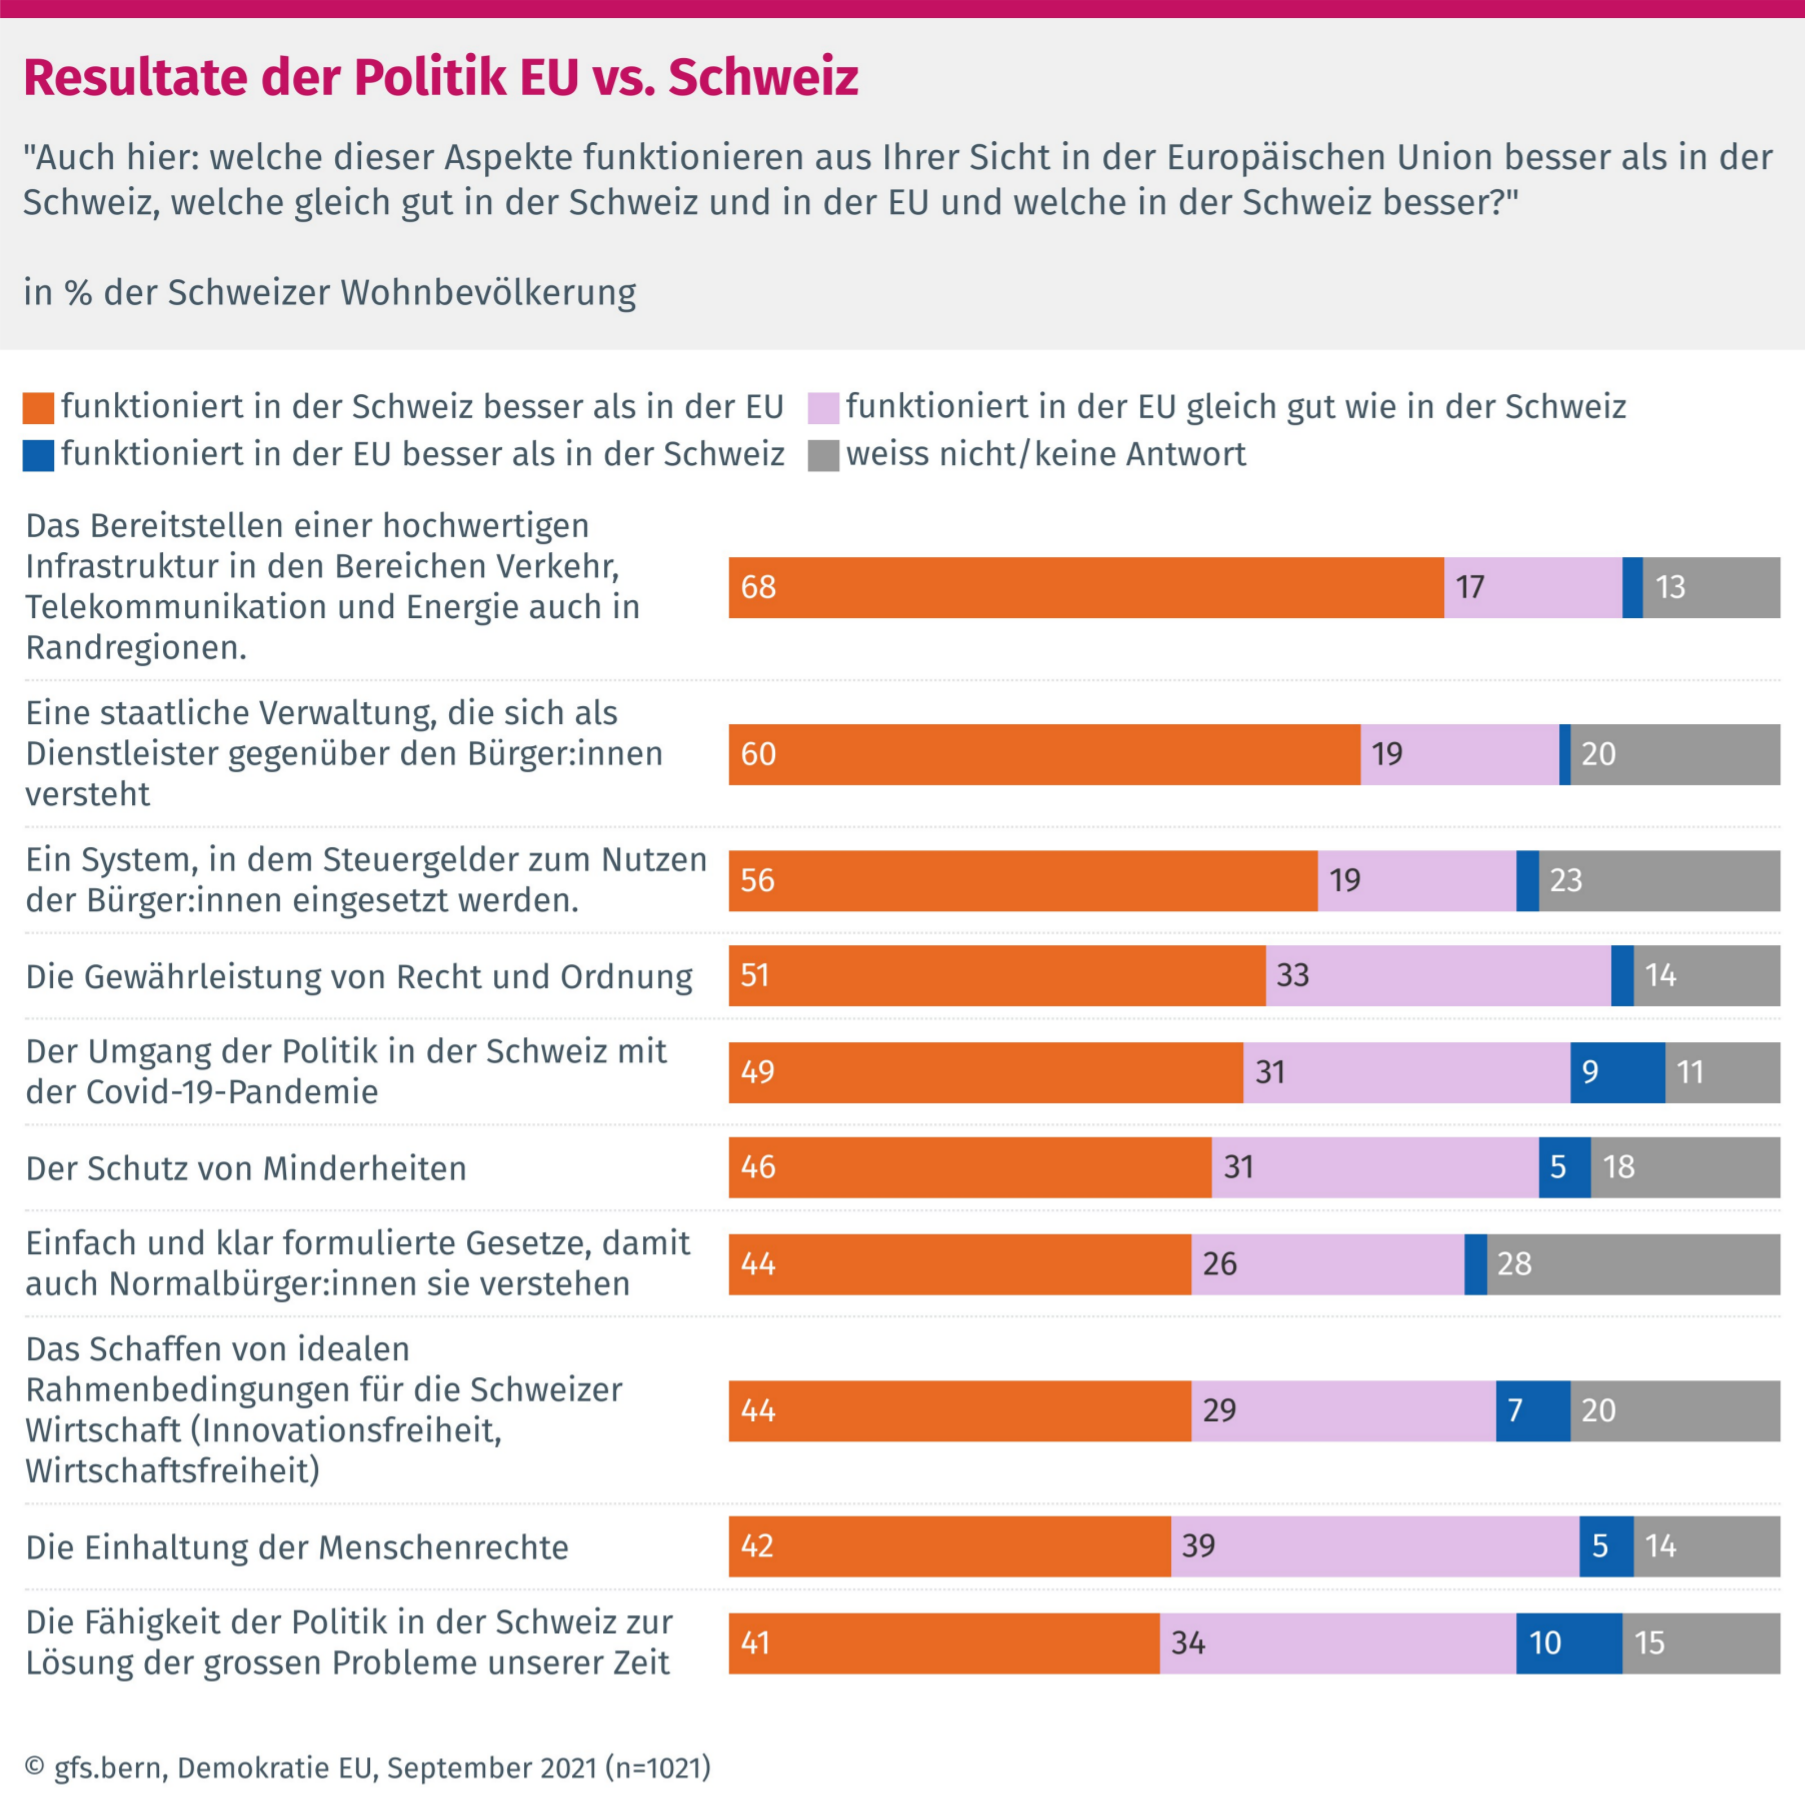 Resultate der Politik EU vs. Schweiz
"Auch hier: welche dieser Aspekte funktionieren aus Ihrer Sicht in der Europäischen Union besser als in der
Schweiz, welche gleich gut in der Schweiz und in der EU und welche in der Schweiz besser?"
in % der Schweizer Wohnbevölkerung
funktioniert in der Schweiz besser als in der EU funktioniert in der EU gleich gut wie in der Schweiz
funktioniert in der EU besser als in der Schweiz weiss nicht/keine Antwort
Das Bereitstellen einer hochwertigen
Infrastruktur in den Bereichen Verkehr,
Telekommunikation und Energie auch in
Randregionen.
68 17 13
Eine staatliche Verwaltung, die sich als
Dienstleister gegenüber den Bürger:innen
versteht
60 19 20
Ein System, in dem Steuergelder zum Nutzen
der Bürger:innen eingesetzt werden.
56 19 23
Die Gewährleistung von Recht und Ordnung
51 33 14
Der Umgang der Politik in der Schweiz mit
der Covid-19-Pandemie
49 31 9 11
Der Schutz von Minderheiten
46 31 5 18
Einfach und klar formulierte Gesetze, damit
auch Normalbürger:innen sie verstehen
44 26 28
Das Schaffen von idealen
Rahmenbedingungen für die Schweizer
Wirtschaft (Innovationsfreiheit,
Wirtschaftsfreiheit)
44 29 7 20
Die Einhaltung der Menschenrechte
42 39 5 14
Die Fähigkeit der Politik in der Schweiz zur
Lösung der grossen Probleme unserer Zeit
41 34 10 15
© gfs.bern, Demokratie EU, September 2021 (n=1021)